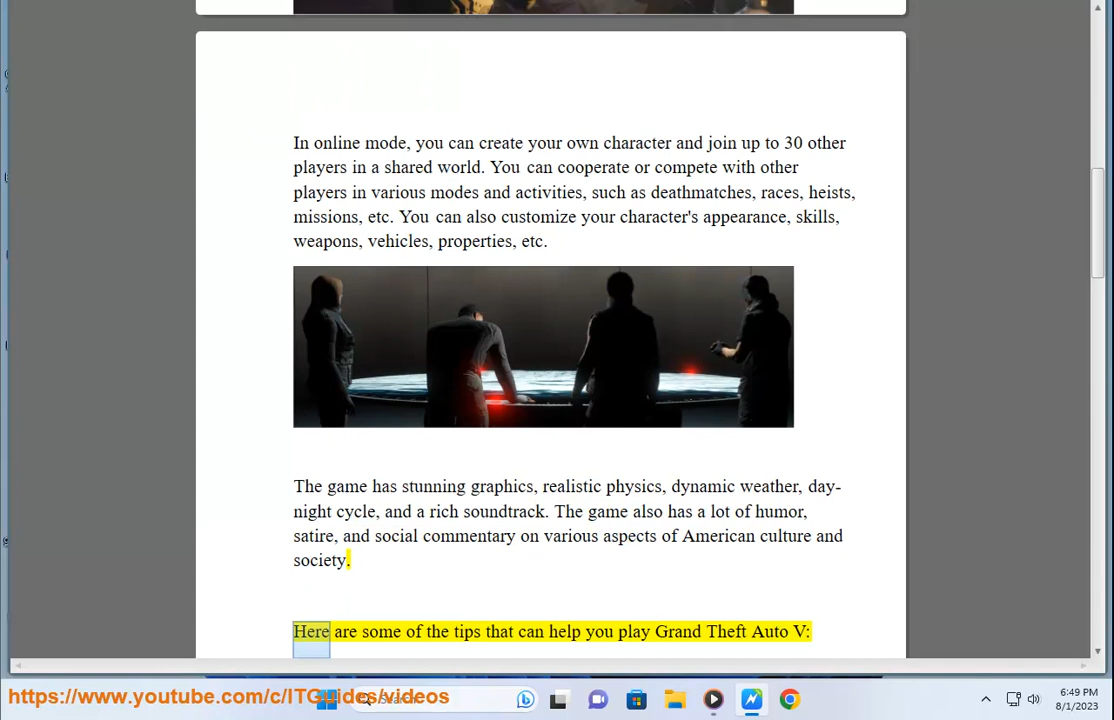 In online mode, you can create your own character and join up to 30 other
players in a shared world. You can cooperate or compete with other
players in various modes and activities, such as deathmatches, races, heists,
missions, etc. You can also customize your character's appearance, skills,
weapons, vehicles, properties, etc.
The game has stunning graphics, realistic physics, dynamic weather, day-
night cycle, and a rich soundtrack. The game also has a lot of humor,
satire, and social commentary on various aspects of American culture and
society.
Here are some of the tips that can help you play Grand Theft Auto V:
https://www.youtube.com/c/ITGuides/videos
6:49 PM
8/1/2023